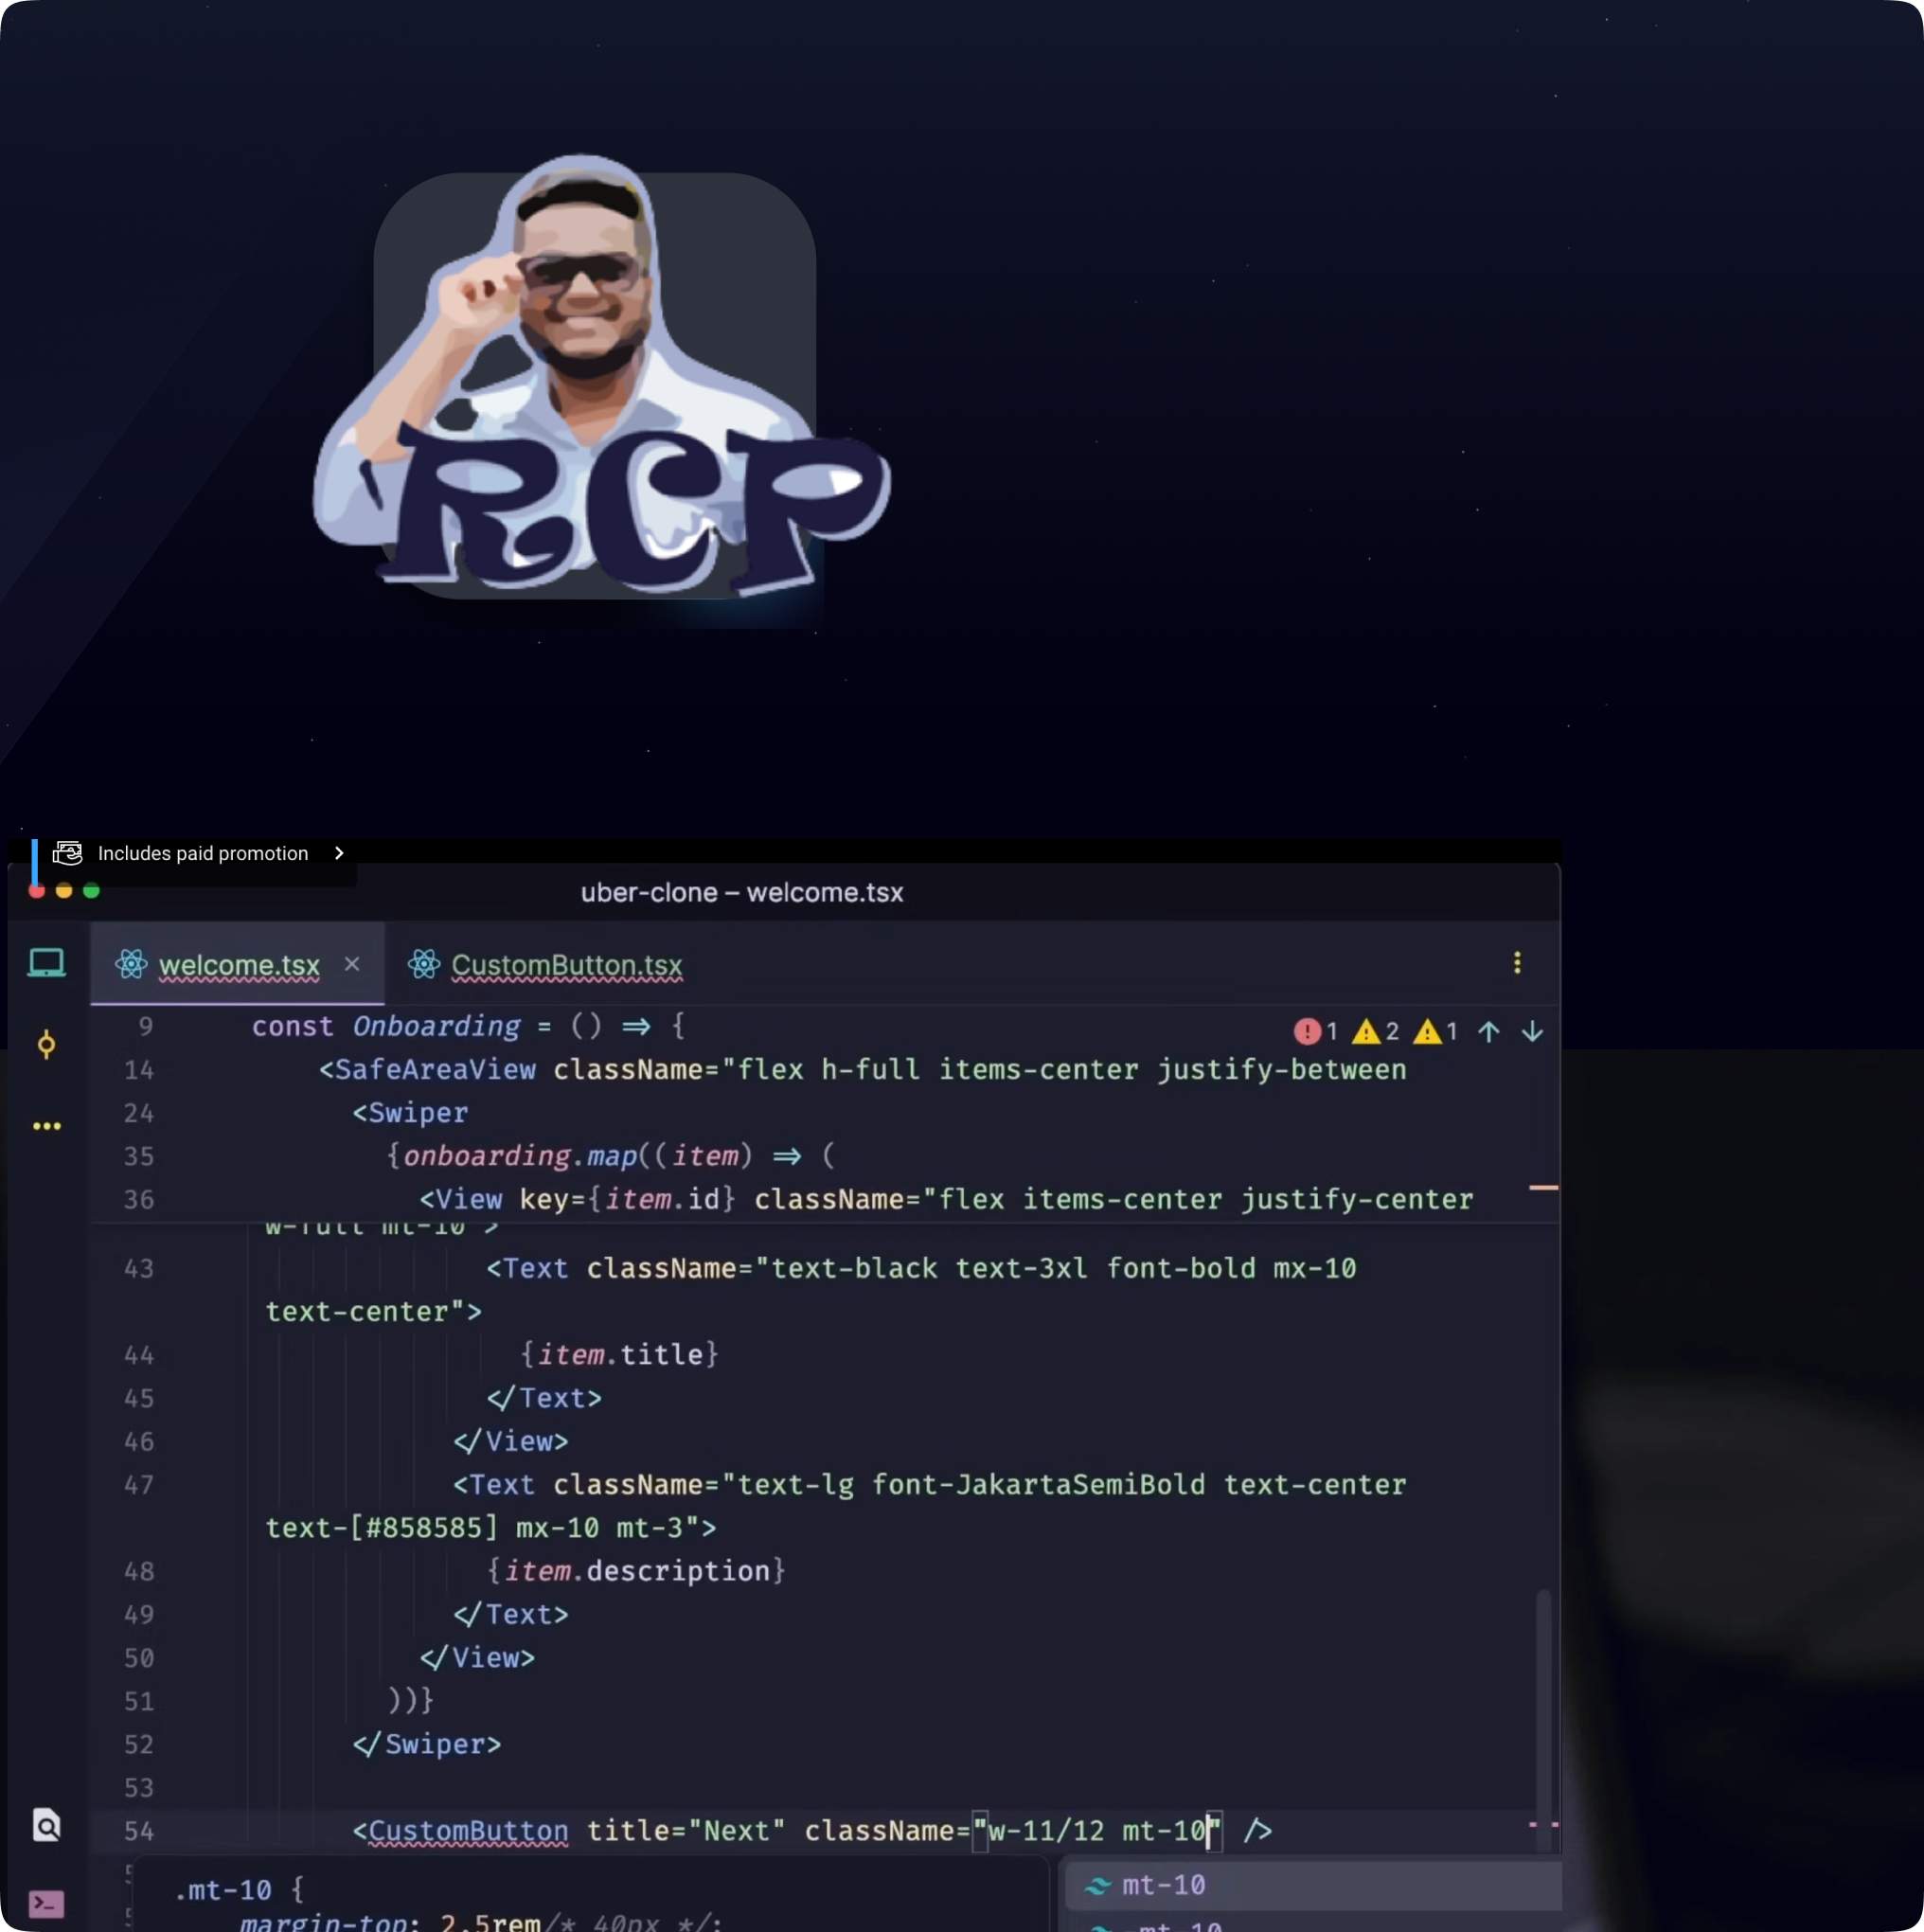 RCP
Includes paid promotion
uber-clone – welcome.tsx
welcome.tsx × CustomButton.tsx
9 const Onboarding = () => {
1 2 1
14 <SafeAreaView className="flex h-full items-center justify-between
24 <Swiper
35 {onboarding.map((item) => (
36 <View key={item.id} className="flex items-center justify-center
w-full mt-10">
43 <Text className="text-black text-3xl font-bold mx-10
text-center">
44 {item.title}
45 </Text>
46 </View>
47 <Text className="text-lg font-JakartaSemiBold text-center
text-[#858585] mx-10 mt-3">
48 {item.description}
49 </Text>
50 </View>
51 ))}
52 </Swiper>
53
54 <CustomButton title="Next" className="w-11/12 mt-10" />
.mt-10 {
margin-top: 2.5rem/* 40px */;
mt-10
-mt-10